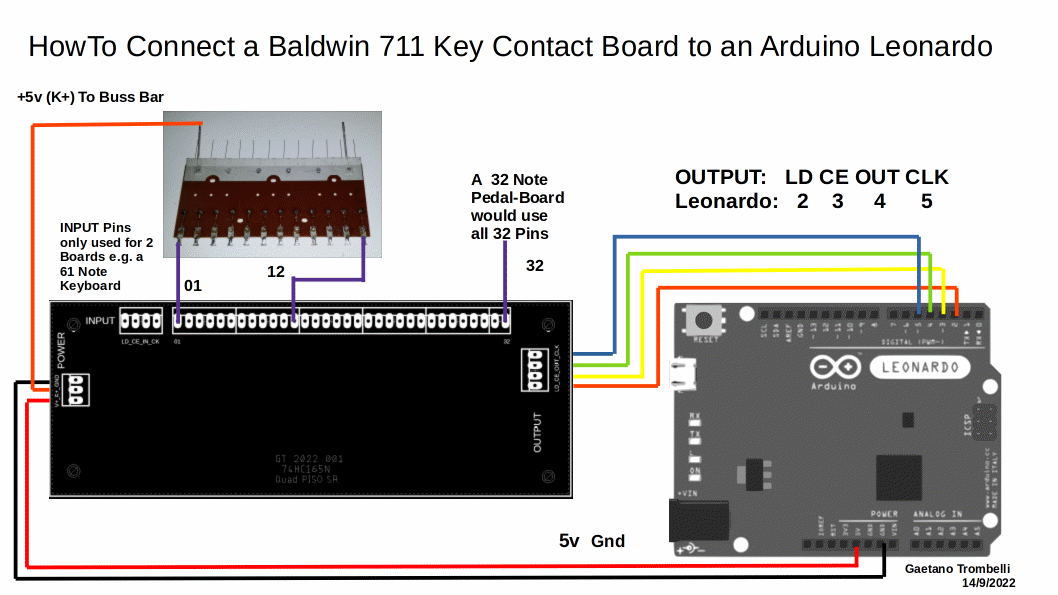 HowTo Connect a Baldwin 711 Key Contact Board to an Arduino Leonardo
+5v (K+) To Buss Bar
A 32 Note
Pedal-Board
would use
all 32 Pins
OUTPUT: LD CE OUT CLK
Leonardo: 2 3 4 5
INPUT Pins
only used for 2
Boards e.g. a
61 Note
Keyboard
01
12
32
INPUT
LD_CE_IN_CK
01
32
POWER
V+_K+_GND
LD_CE_OUT_CLK
OUTPUT
GT 2022 001
74HC165N
Quad PISO SR
RESET
SCL
SDA
AREF
GND
~13
12
~11
~10
~9
8
7
~6
~5
4
~3
2
TX▸1
RX◂0
DIGITAL (PWM~)
Arduino
LEONARDO
RX
TX
L
ON
1
ICSP
www.arduino.cc
MADE IN ITALY
+VIN
POWER
ANALOG IN
IOREF
RST
3V3
5V
GND
GND
VIN
A0
A1
A2
A3
A4
A5
5v Gnd
Gaetano Trombelli
14/9/2022